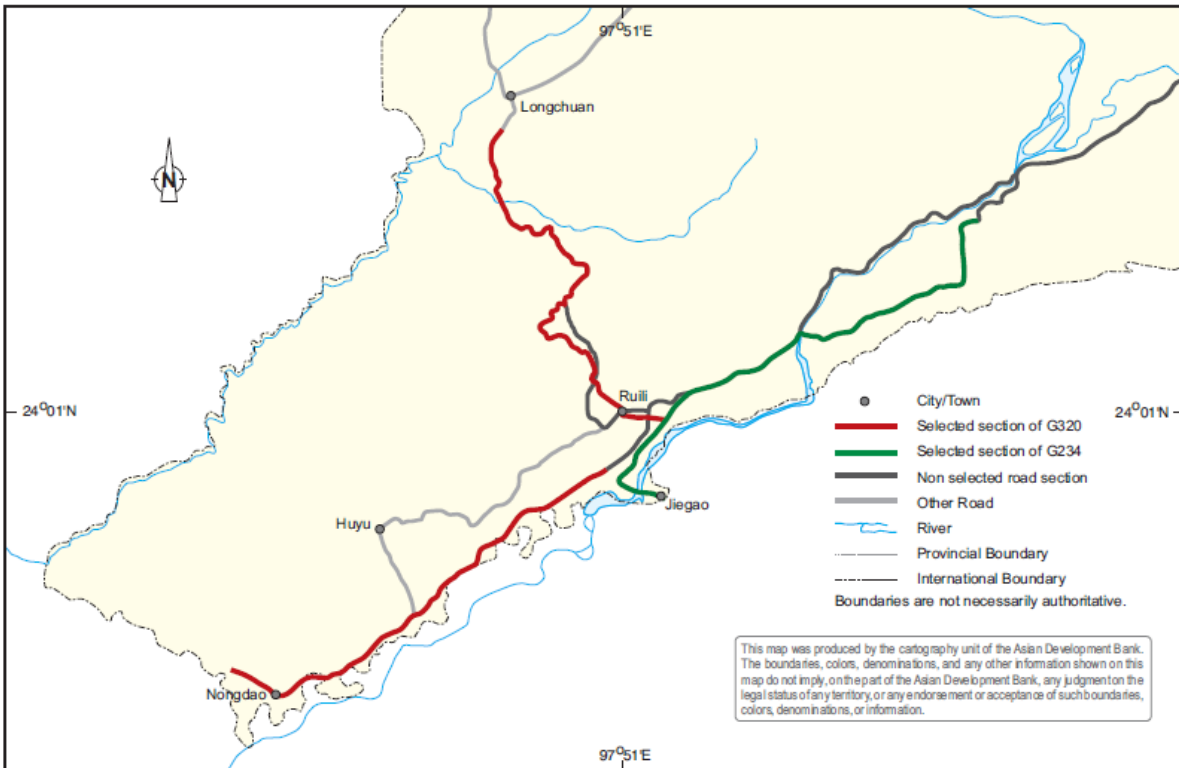 97°51'E
Longchuan
N
Ruili
24°01'N
24°01'N
City/Town
Selected section of G320
Selected section of G234
Non selected road section
Jiegao
Other Road
Huyu
River
Provincial Boundary
International Boundary
Boundaries are not necessarily authoritative.
This map was produced by the cartography unit of the Asian Development Bank.
The boundaries, colors, denominations, and any other information shown on this
map do not imply, on the part of the Asian Development Bank, any judgment on the
legal status of any territory, or any endorsement or acceptance of such boundaries,
colors, denominations, or information.
Nongdao
97°51'E